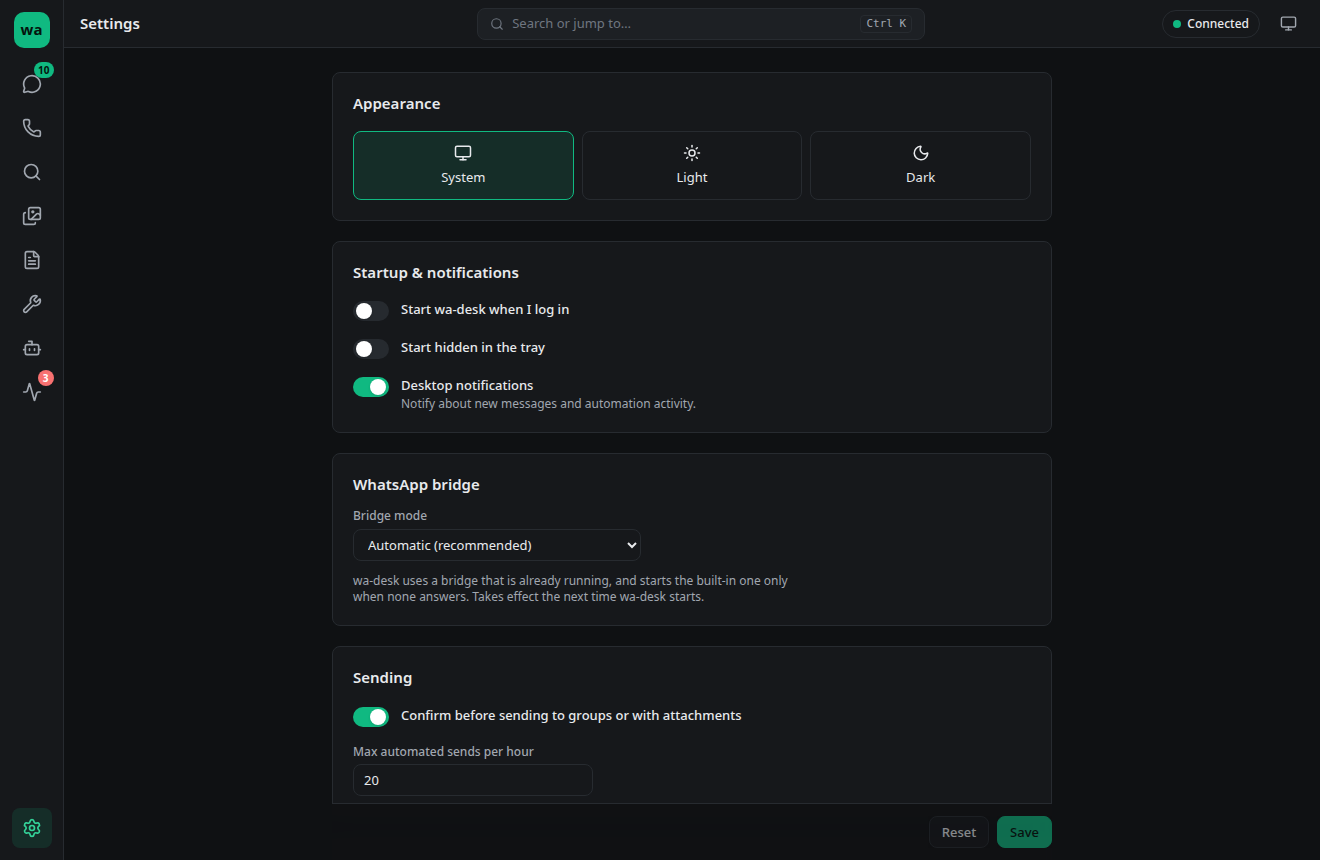 wa
Settings
Search or jump to...
Ctrl K
Connected
10
3
Appearance
System
Light
Dark
Startup & notifications
Start wa-desk when I log in
Start hidden in the tray
Desktop notifications
Notify about new messages and automation activity.
WhatsApp bridge
Bridge mode
Automatic (recommended)
wa-desk uses a bridge that is already running, and starts the built-in one only
when none answers. Takes effect the next time wa-desk starts.
Sending
Confirm before sending to groups or with attachments
Max automated sends per hour
20
Reset
Save